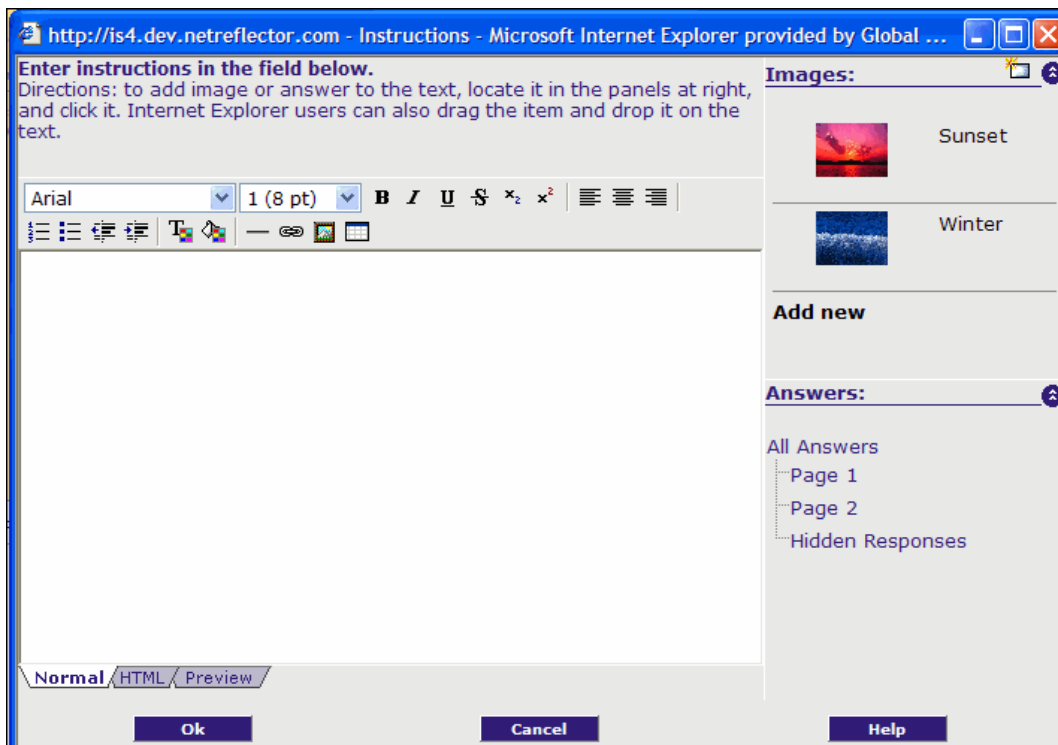 http://is4.dev.netreflector.com - Instructions - Microsoft Internet Explorer provided by Global ...
Enter instructions in the field below.
Directions: to add image or answer to the text, locate it in the panels at right,
and click it. Internet Explorer users can also drag the item and drop it on the
text.
Arial 1 (8 pt) B I U S x2 x2
Normal HTML Preview
Images:
Sunset
Winter
Add new
Answers:
All Answers
Page 1
Page 2
Hidden Responses
Ok Cancel Help